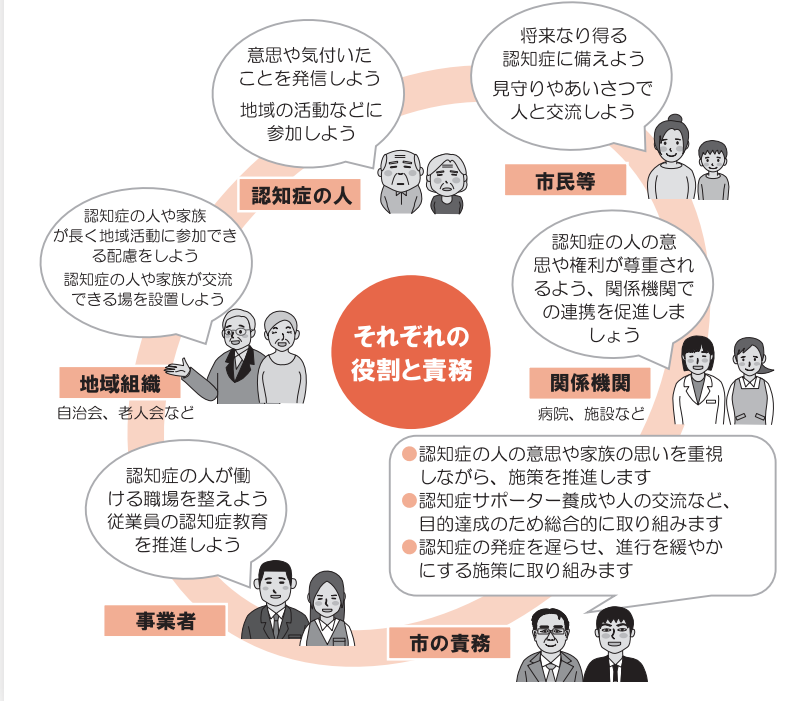 意思や気付いた
ことを発信しよう
地域の活動などに
参加しよう
認知症の人
将来なり得る
認知症に備えよう
見守りやあいさつで
人と交流しよう
市民等
認知症の人や家族
が長く地域活動に参加でき
る配慮をしよう
認知症の人や家族が交流
できる場を設置しよう
地域組織
自治会、老人会など
それぞれの
役割と責務
認知症の人の意
思や権利が尊重され
るよう、関係機関で
の連携を促進しま
しょう
関係機関
病院、施設など
認知症の人が働
ける職場を整えよう
従業員の認知症教育
を推進しよう
事業者
●認知症の人の意思や家族の思いを重視
しながら、施策を推進します
●認知症サポーター養成や人の交流など、
目的達成のため総合的に取り組みます
●認知症の発症を遅らせ、進行を緩やか
にする施策に取り組みます
市の責務